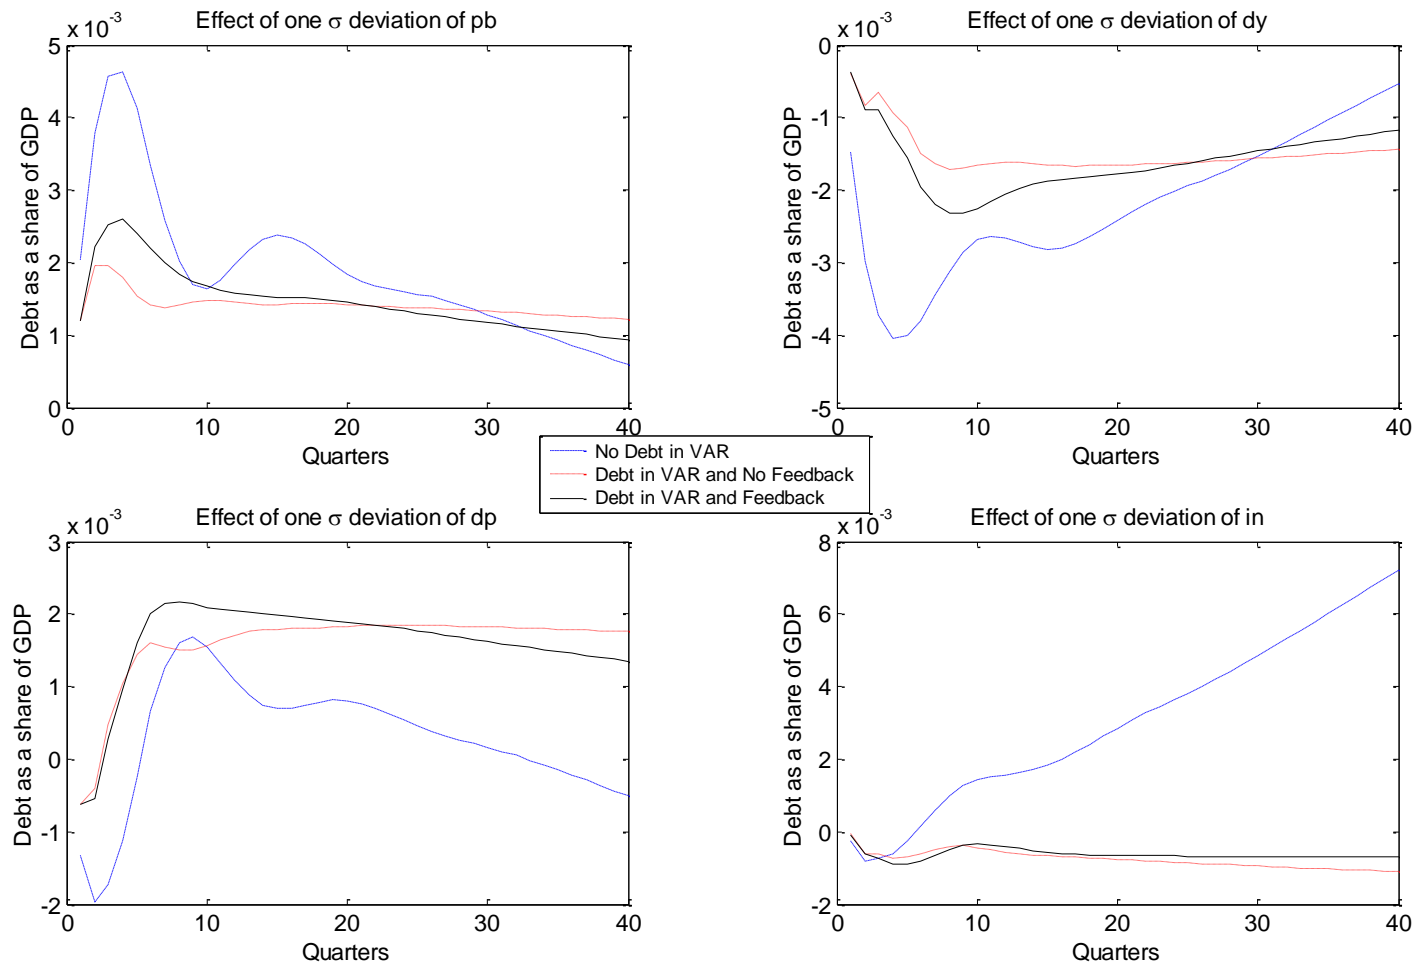 Effect of one σ deviation of pb
x 10⁻³
Debt as a share of GDP
5
4
3
2
1
0
0 10 20 30 40
Quarters
Effect of one σ deviation of dy
x 10⁻³
Debt as a share of GDP
0
-1
-2
-3
-4
-5
0 10 20 30 40
Quarters
No Debt in VAR
Debt in VAR and No Feedback
Debt in VAR and Feedback
Effect of one σ deviation of dp
x 10⁻³
Debt as a share of GDP
3
2
1
0
-1
-2
0 10 20 30 40
Quarters
Effect of one σ deviation of in
x 10⁻³
Debt as a share of GDP
8
6
4
2
0
-2
0 10 20 30 40
Quarters